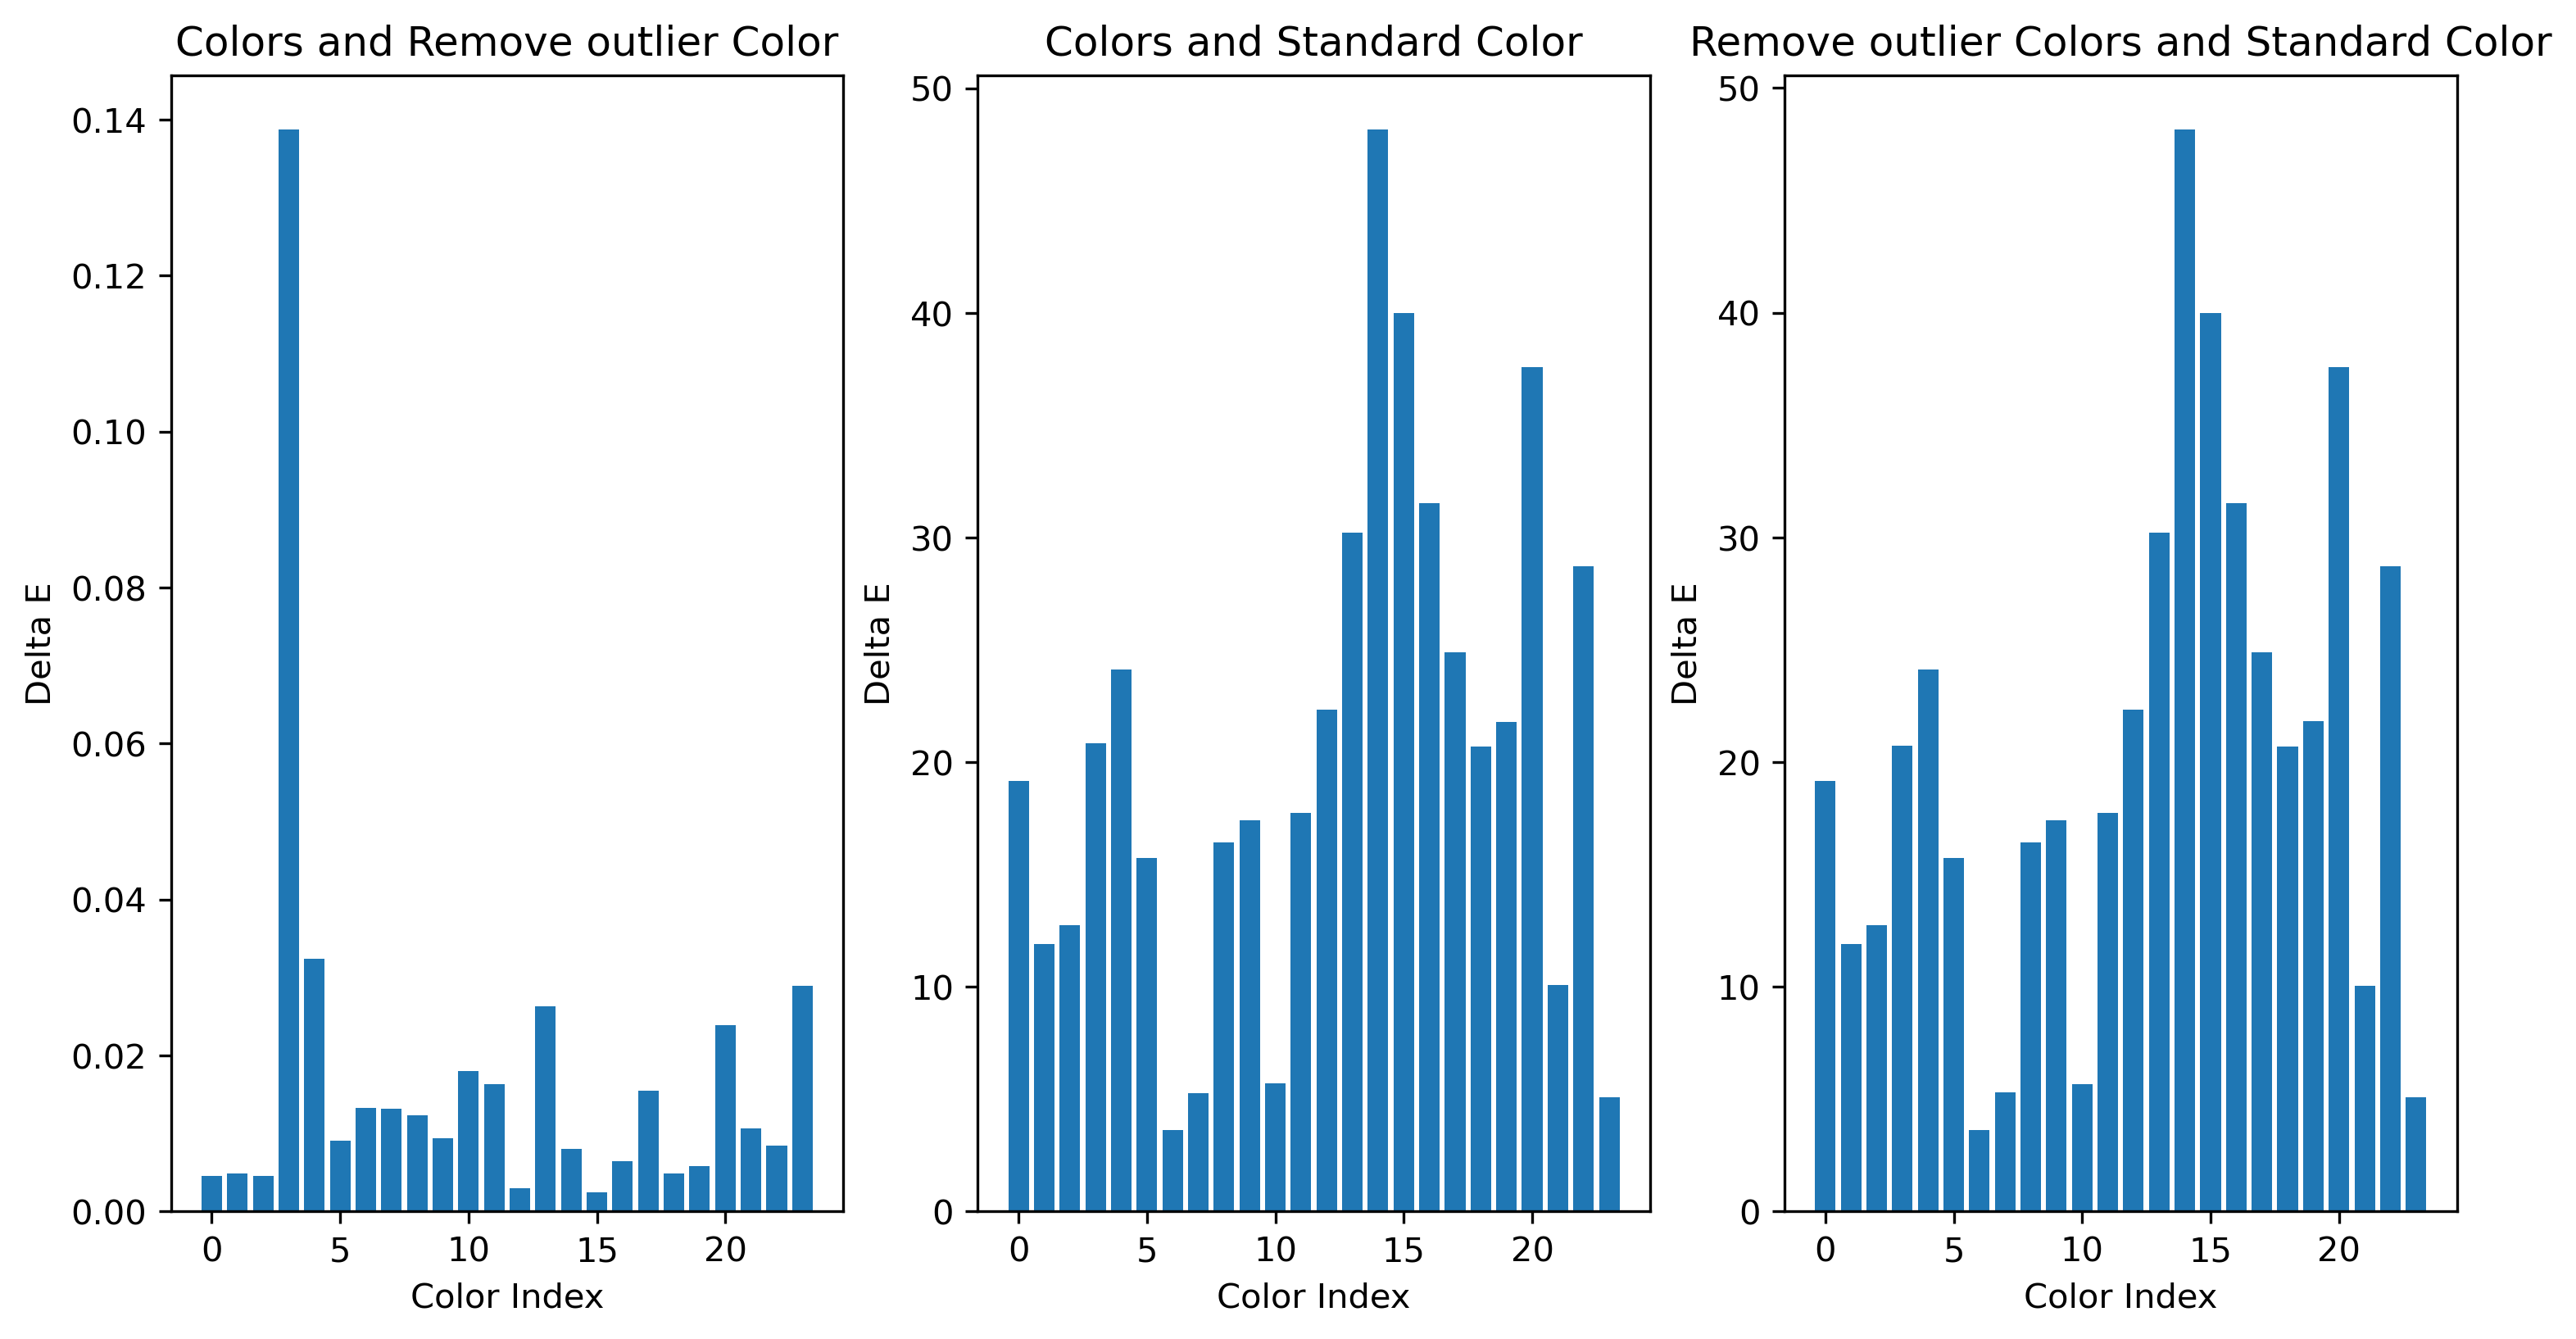 Colors and Remove outlier Color
0.14
0.12
0.10
0.08
0.06
0.04
0.02
0.00
Delta E
0 5 10 15 20
Color Index
Colors and Standard Color
50
40
30
20
10
0
Delta E
0 5 10 15 20
Color Index
Remove outlier Colors and Standard Color
50
40
30
20
10
0
Delta E
0 5 10 15 20
Color Index